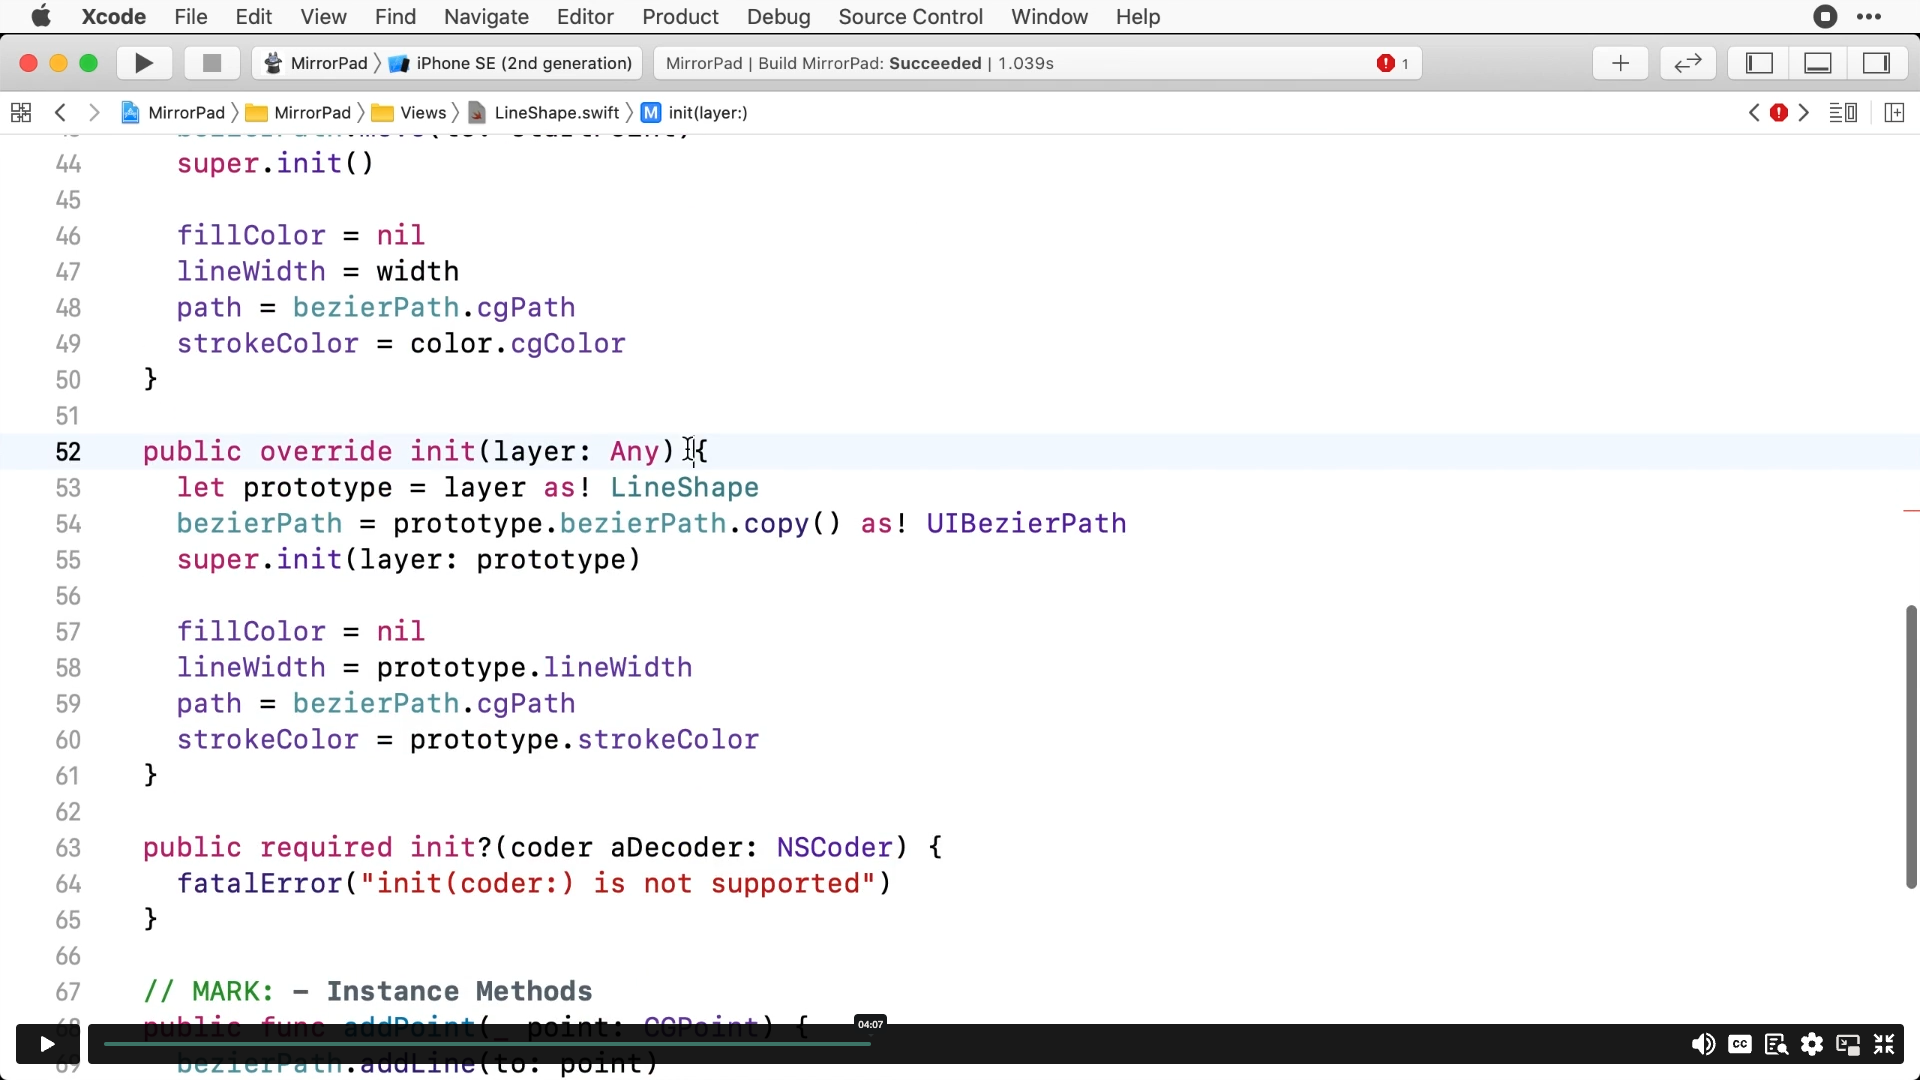 Xcode File Edit View Find Navigate Editor Product Debug Source Control Window Help
MirrorPad iPhone SE (2nd generation) MirrorPad | Build MirrorPad: Succeeded | 1.039s 1
MirrorPad MirrorPad Views LineShape.swift M init(layer:)
44 super.init()
45
46 fillColor = nil
47 lineWidth = width
48 path = bezierPath.cgPath
49 strokeColor = color.cgColor
50 }
51
52 public override init(layer: Any) {
53 let prototype = layer as! LineShape
54 bezierPath = prototype.bezierPath.copy() as! UIBezierPath
55 super.init(layer: prototype)
56
57 fillColor = nil
58 lineWidth = prototype.lineWidth
59 path = bezierPath.cgPath
60 strokeColor = prototype.strokeColor
61 }
62
63 public required init?(coder aDecoder: NSCoder) {
64 fatalError("init(coder:) is not supported")
65 }
66
67 // MARK: - Instance Methods
68 public func addPoint(_ point: CGPoint) {
04:07
CC
69 bezierPath.addLine(to: point)